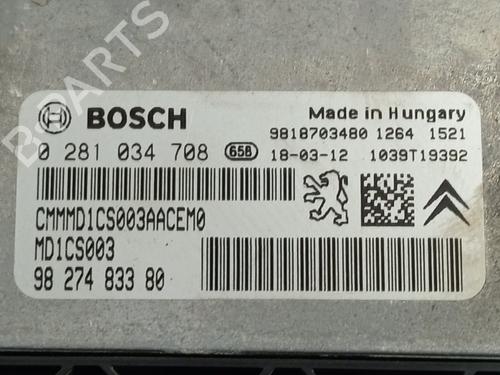 BOSCH
Made in Hungary
9818703480 1264 1521
0 281 034 708 658 18-03-12 1039T19392
CMMMD1CS003AACEM0
MD1CS003
98 274 833 80
B-PARTS